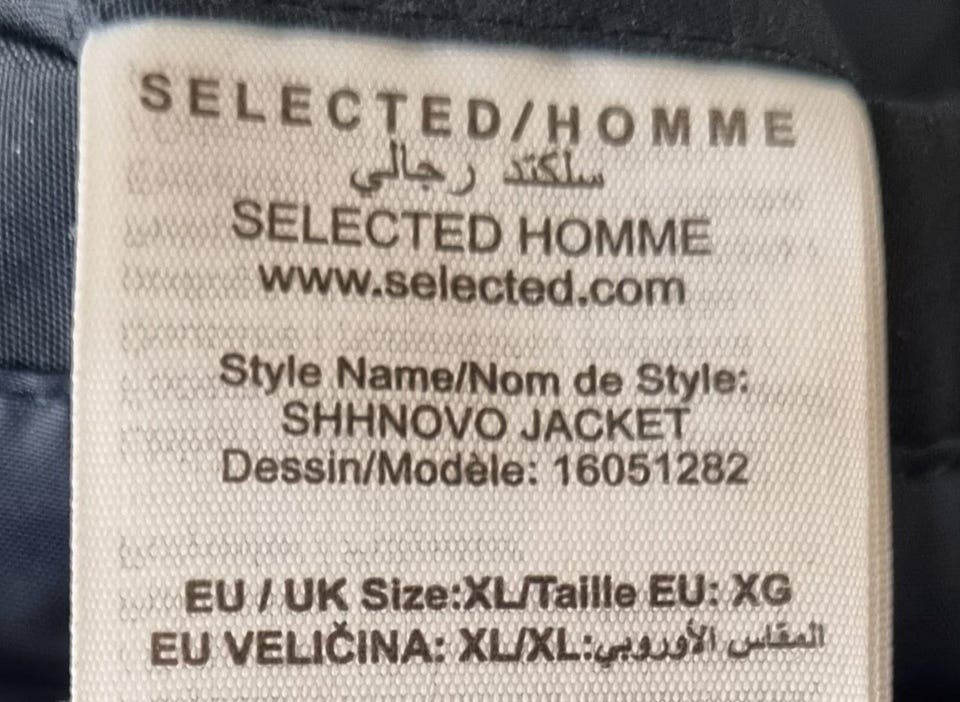 SELECTED/HOMME
سلكتد رجالي
SELECTED HOMME
www.selected.com
Style Name/Nom de Style:
SHHNOVO JACKET
Dessin/Modèle: 16051282
EU / UK Size:XL/Taille EU: XG
EU VELIČINA: XL/XL:المقاس الأوروبي